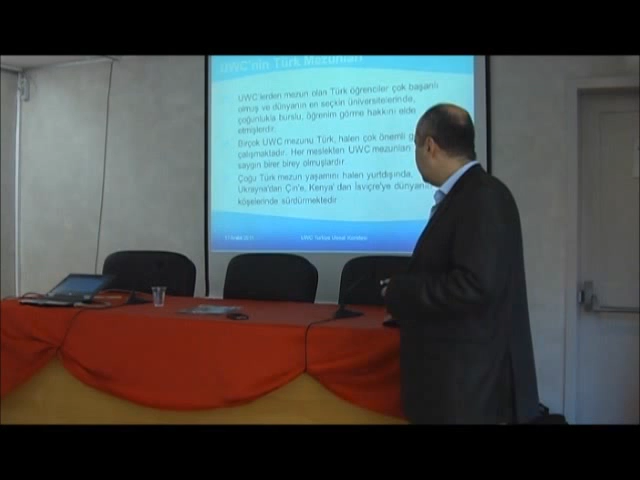 UWC'nin Türk Mezunları
UWC'lerden mezun olan Türk öğrenciler çok başarılı
olmuş ve dünyanın en seçkin üniversitelerinde,
çoğunlukla burslu, öğrenim görme hakkını elde
etmişlerdir.
Birçok UWC mezunu Türk, halen çok önemli
çalışmaktadır. Her meslekten UWC mezunları
saygın birer birey olmuşlardır.
Çoğu Türk mezun yaşamını halen yurtdışında,
Ukrayna'dan Çin'e, Kenya'dan İsviçre'ye dünyanın
köşelerinde sürdürmektedir
UWC Türkiye Ulusal Komitesi